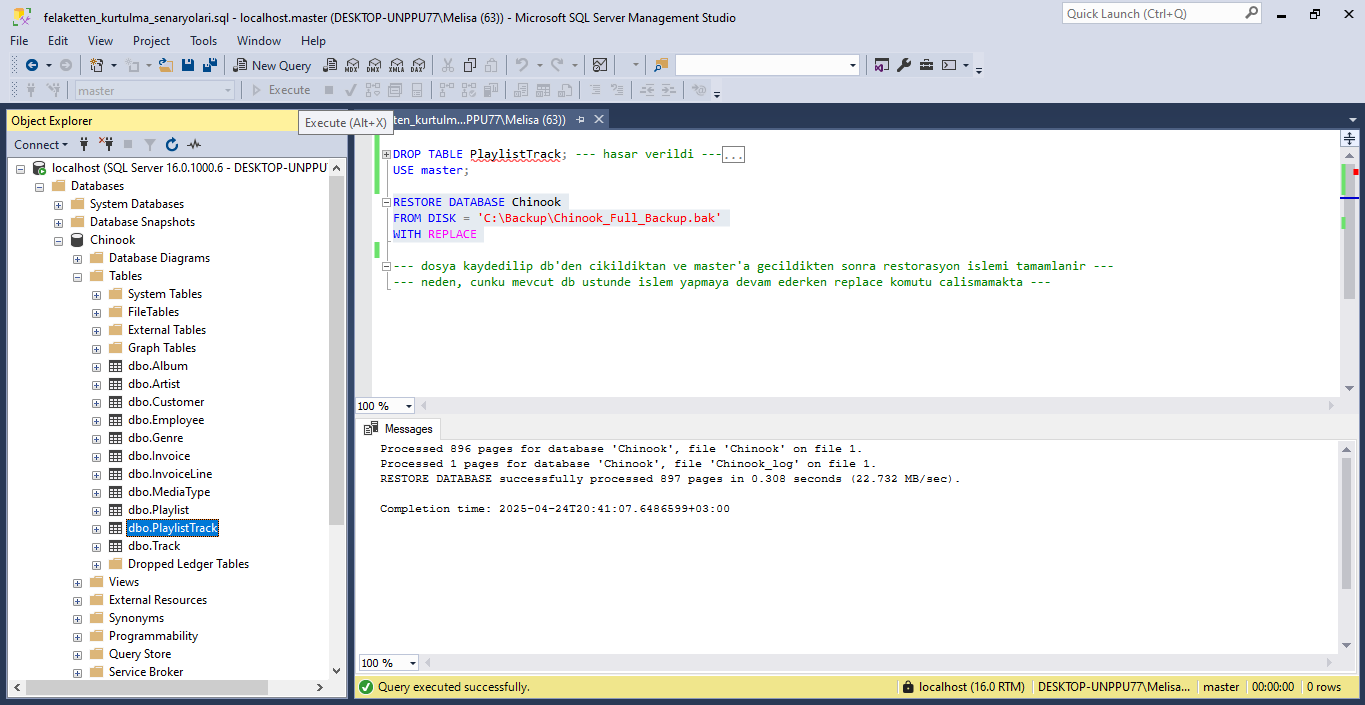 felaketten_kurtulma_senaryolari.sql - localhost.master (DESKTOP-UNPPU77\Melisa (63)) - Microsoft SQL Server Management Studio
Quick Launch (Ctrl+Q)
File Edit View Project Tools Window Help
New Query
MDX DMX XMLA DAX
master
Execute
Object Explorer
Execute (Alt+X)
ten_kurtulm...PPU77\Melisa (63))
Connect
localhost (SQL Server 16.0.1000.6 - DESKTOP-UNPPU
Databases
System Databases
Database Snapshots
Chinook
Database Diagrams
Tables
System Tables
FileTables
External Tables
Graph Tables
dbo.Album
dbo.Artist
dbo.Customer
dbo.Employee
dbo.Genre
dbo.Invoice
dbo.InvoiceLine
dbo.MediaType
dbo.Playlist
dbo.PlaylistTrack
dbo.Track
Dropped Ledger Tables
Views
External Resources
Synonyms
Programmability
Query Store
Service Broker
DROP TABLE PlaylistTrack; --- hasar verildi ---...
USE master;
RESTORE DATABASE Chinook
FROM DISK = 'C:\Backup\Chinook_Full_Backup.bak'
WITH REPLACE
--- dosya kaydedilip db'den cikildiktan ve master'a gecildikten sonra restorasyon islemi tamamlanir ---
--- neden, cunku mevcut db ustunde islem yapmaya devam ederken replace komutu calismamakta ---
100 %
Messages
Processed 896 pages for database 'Chinook', file 'Chinook' on file 1.
Processed 1 pages for database 'Chinook', file 'Chinook_log' on file 1.
RESTORE DATABASE successfully processed 897 pages in 0.308 seconds (22.732 MB/sec).
Completion time: 2025-04-24T20:41:07.6486599+03:00
100 %
Query executed successfully.
localhost (16.0 RTM) DESKTOP-UNPPU77\Melisa... master 00:00:00 0 rows